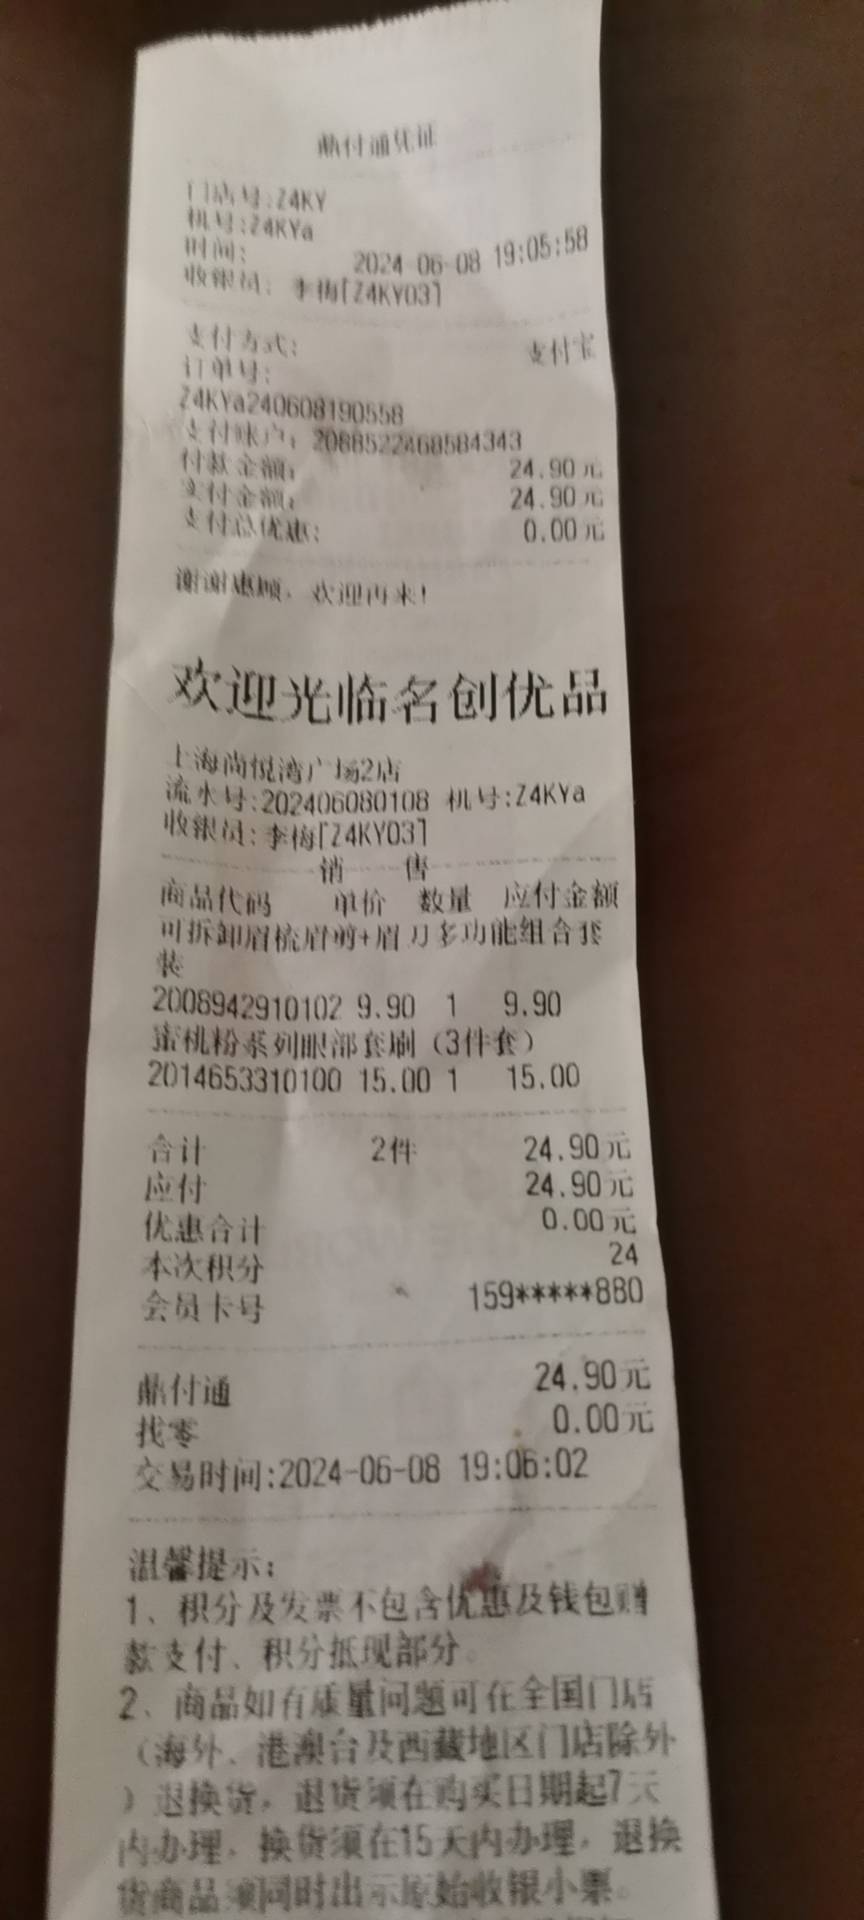 鼎付通凭证
门店号:Z4KY
机号:Z4KYa
时间: 2024-06-08 19:05:58
收银员: 李梅[Z4KY03]
支付方式: 支付宝
订单号:
Z4KYa240608190558
支付账户: 2088522468584343
付款金额: 24.90元
实付金额: 24.90元
支付总优惠: 0.00元
谢谢惠顾，欢迎再来!
欢迎光临名创优品
上海尚悦湾广场2店
流水号:202406080108 机号:Z4KYa
收银员:李梅[Z4KY03]
销 售
商品代码 单价 数量 应付金额
可拆卸眉梳眉剪+眉刀多功能组合套
装
2008942910102 9.90 1 9.90
蜜桃粉系列眼部套刷（3件套）
2014653310100 15.00 1 15.00
合计 2件 24.90元
应付 24.90元
优惠合计 0.00元
本次积分 24
会员卡号 159*****880
鼎付通 24.90元
找零 0.00元
交易时间:2024-06-08 19:06:02
温馨提示:
1、积分及发票不包含优惠及钱包赠
款支付、积分抵现部分。
2、商品如有质量问题可在全国门店
（海外、港澳台及西藏地区门店除外
）退换货，退货须在购买日期起7天
内办理，换货须在15天内办理，退换
货商品须同时出示原始收银小票。